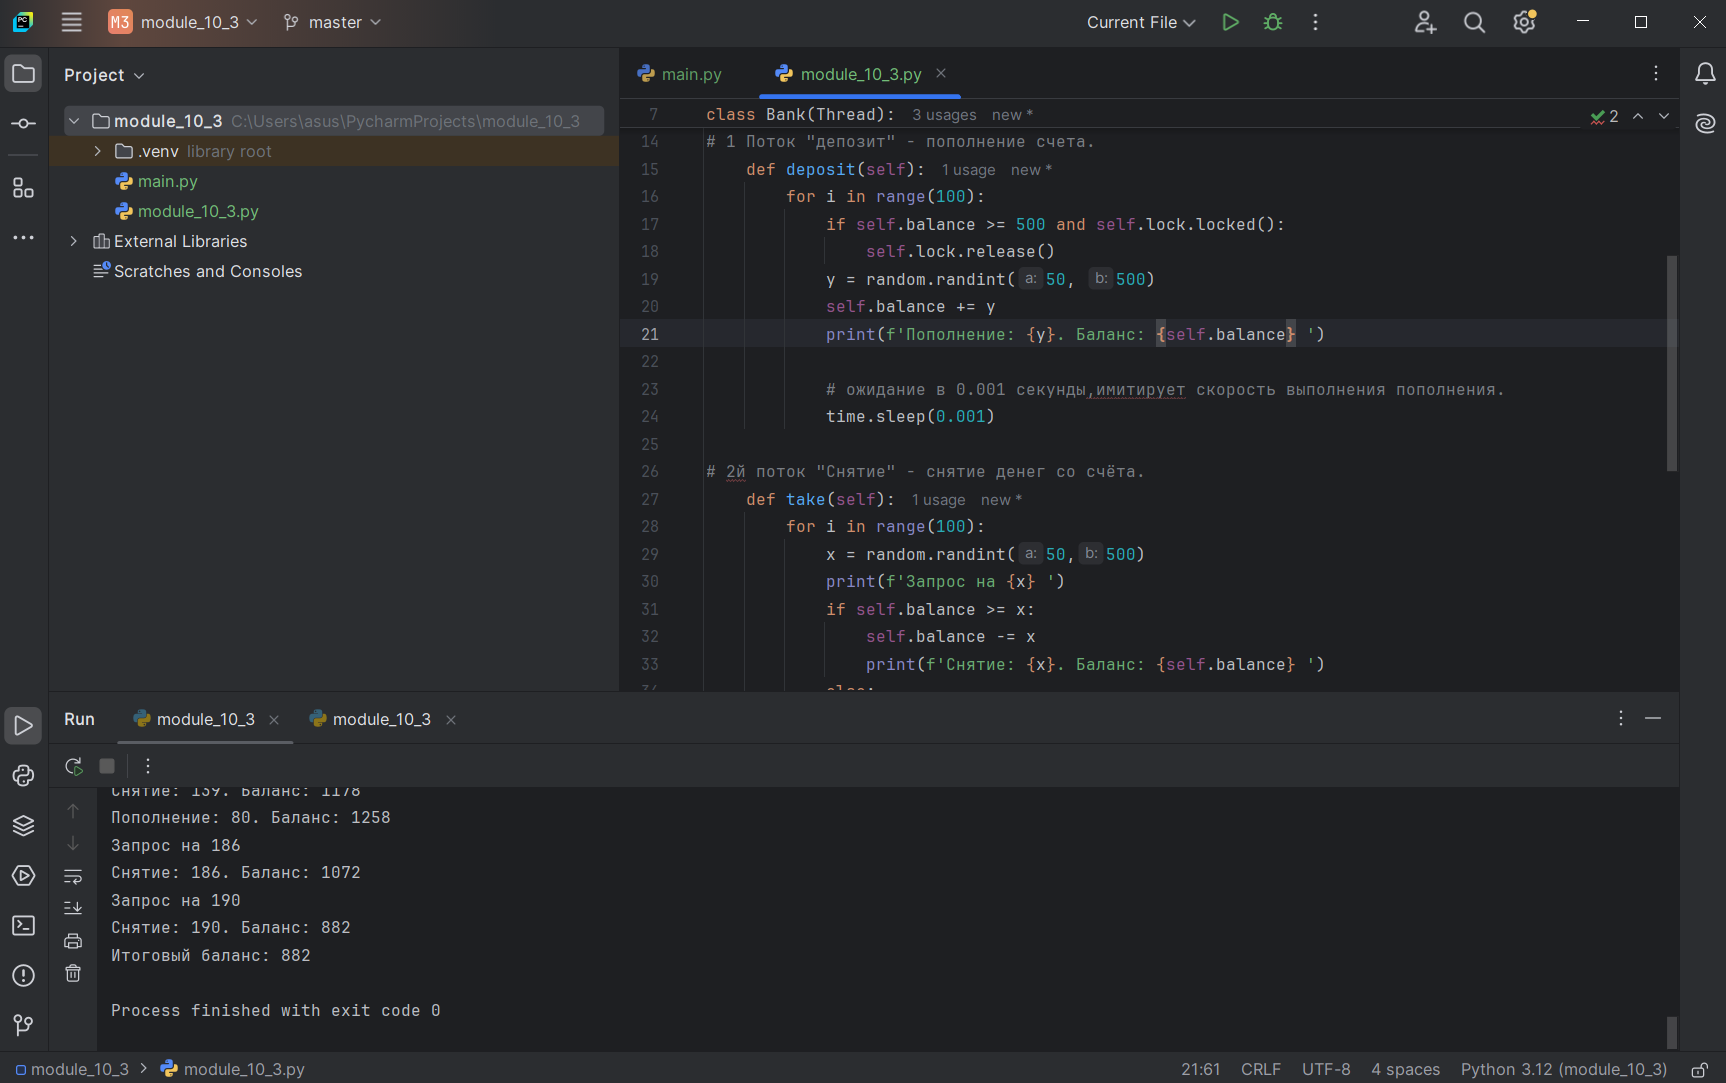 PC M3 module_10_3 master Current File
Project
main.py module_10_3.py
module_10_3 C:\Users\asus\PycharmProjects\module_10_3
.venv library root
main.py
module_10_3.py
External Libraries
Scratches and Consoles
7 class Bank(Thread): 3 usages new *
2
14 # 1 Поток "депозит" - пополнение счета.
15 def deposit(self): 1 usage new *
16 for i in range(100):
17 if self.balance >= 500 and self.lock.locked():
18 self.lock.release()
19 y = random.randint( a: 50, b: 500)
20 self.balance += y
21 print(f'Пополнение: {y}. Баланс: {self.balance} ')
22
23 # ожидание в 0.001 секунды,имитирует скорость выполнения пополнения.
24 time.sleep(0.001)
25
26 # 2й поток "Снятие" - снятие денег со счёта.
27 def take(self): 1 usage new *
28 for i in range(100):
29 x = random.randint( a: 50, b: 500)
30 print(f'Запрос на {x} ')
31 if self.balance >= x:
32 self.balance -= x
33 print(f'Снятие: {x}. Баланс: {self.balance} ')
34 else:
Run module_10_3 module_10_3
Снятие: 139. Баланс: 1178
Пополнение: 80. Баланс: 1258
Запрос на 186
Снятие: 186. Баланс: 1072
Запрос на 190
Снятие: 190. Баланс: 882
Итоговый баланс: 882
Process finished with exit code 0
module_10_3 module_10_3.py 21:61 CRLF UTF-8 4 spaces Python 3.12 (module_10_3)